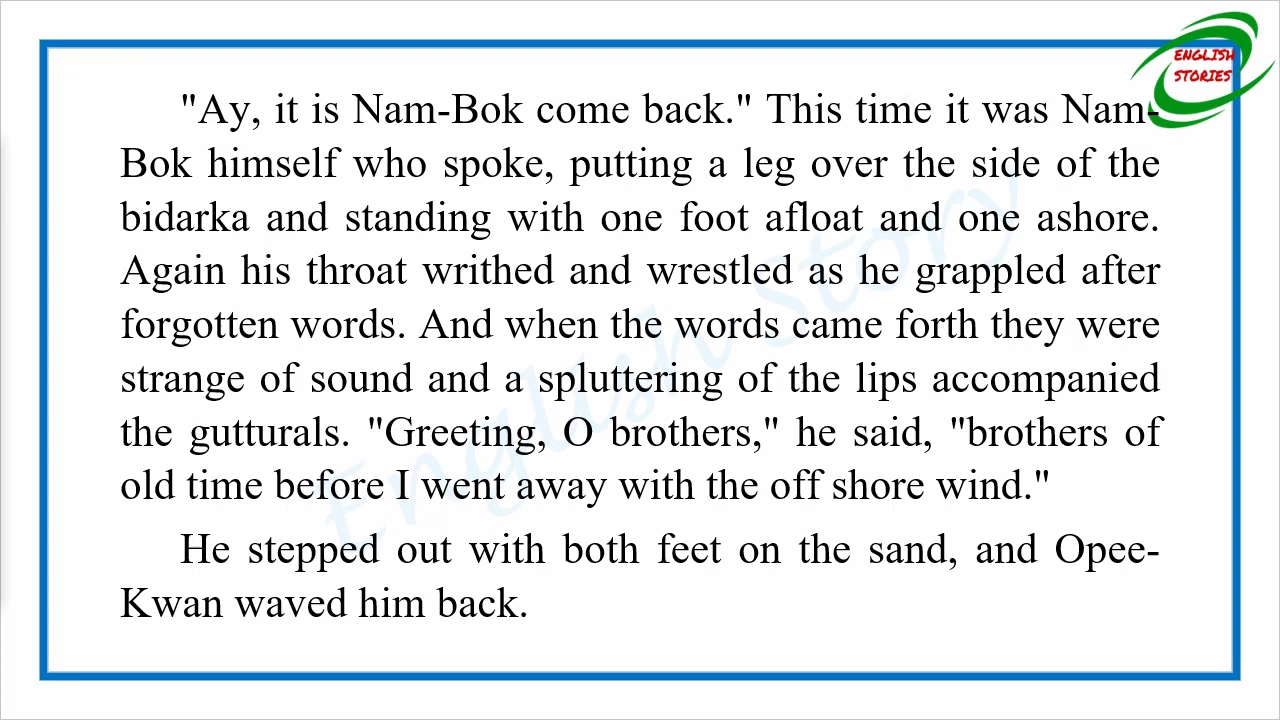 ENGLISH
STORIES
"Ay, it is Nam-Bok come back." This time it was Nam-
Bok himself who spoke, putting a leg over the side of the
bidarka and standing with one foot afloat and one ashore.
Again his throat writhed and wrestled as he grappled after
forgotten words. And when the words came forth they were
strange of sound and a spluttering of the lips accompanied
the gutturals. "Greeting, O brothers," he said, "brothers of
old time before I went away with the off shore wind."
He stepped out with both feet on the sand, and Opee-
Kwan waved him back.
English Story